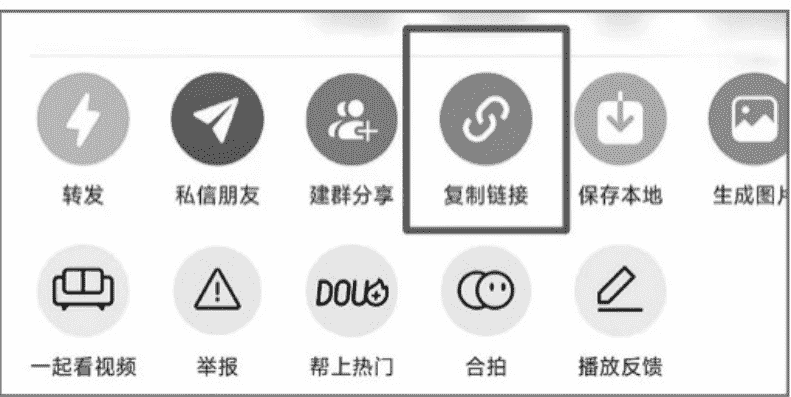 转发 私信朋友 建群分享 复制链接 保存本地 生成图片
DOU+
一起看视频 举报 帮上热门 合拍 播放反馈